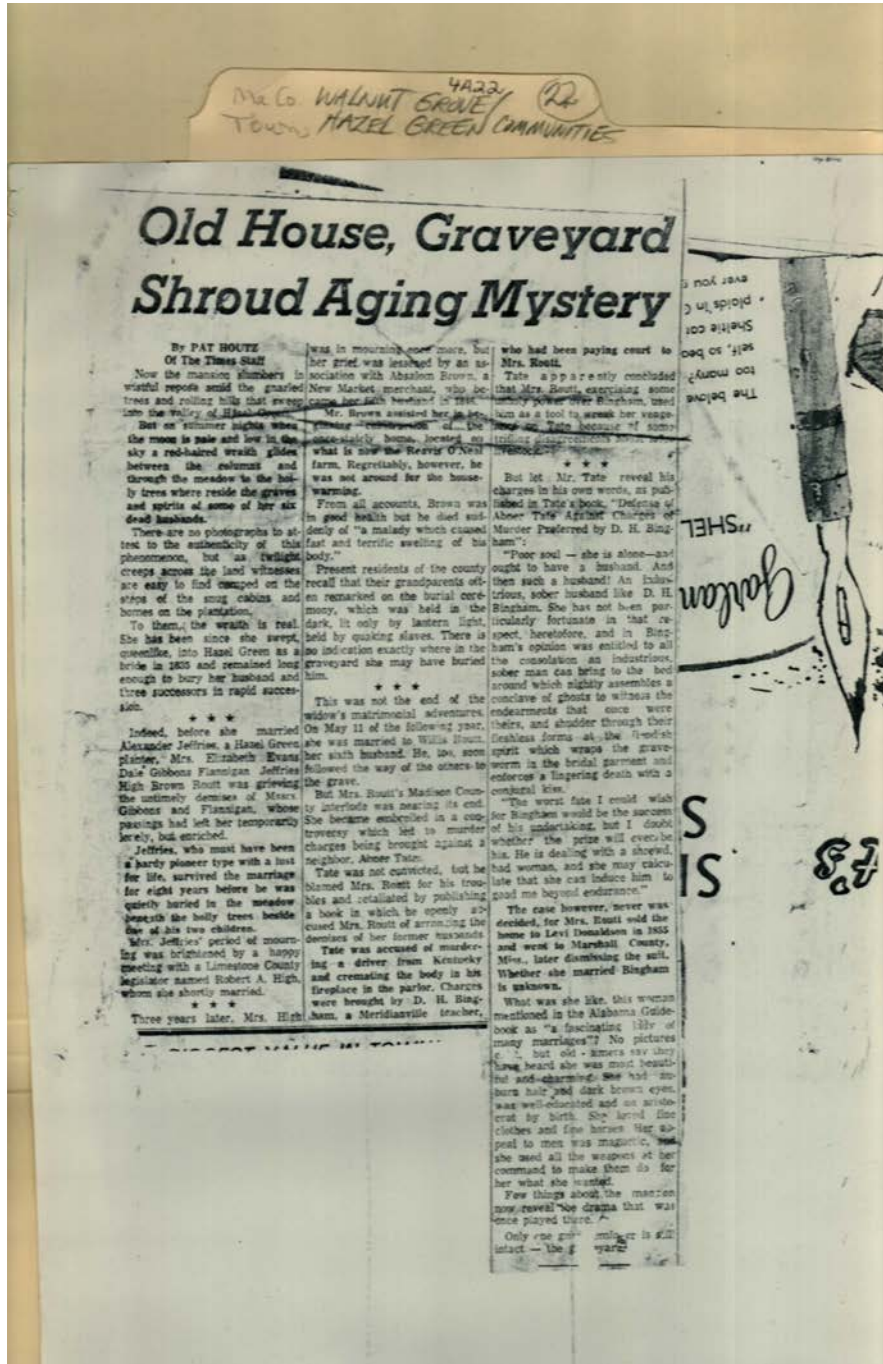 Ma. Co. WALNUT GROVE/ 4A22 22
Towns HAZEL GREEN COMMUNITIES
Old House, Graveyard
Shroud Aging Mystery
By PAT HOUTZ
Of The Times Staff
Now the mansion slumbers in
wistful repose amid the gnarled
trees and rolling hills that sweep
into the valley of Hazel Green.
But on summer nights when
the moon is pale and low in the
sky a red-haired wraith glides
between the columns and
through the meadow to the hol-
ly trees where reside the graves
and spirits of some of her six
dead husbands.
There are no photographs to at-
test to the authenticity of this
phenomenon, but as twilight
creeps across the land witnesses
are easy to find camped on the
steps of the snug cabins and
homes on the plantation.
To them, the wraith is real.
She has been since she swept,
queenlike, into Hazel Green as a
bride in 1835 and remained long
enough to bury her husband and
three successors in rapid succes-
sion.
★ ★ ★
Indeed, before she married
Alexander Jeffries, a Hazel Green
planter, Mrs. Elizabeth Evans
Dale Gibbons Flannigan Jeffries
High Brown Routt was grieving
the untimely demises of Messrs.
Gibbons and Flannigan, whose
passings had left her temporarily
lonely, but enriched.
Jeffries, who must have been
a hardy pioneer type with a lust
for life, survived the marriage
for eight years before he was
quietly buried in the meadow
beneath the holly trees beside
one of his two children.
Mrs. Jeffries' period of mourn-
ing was brightened by a happy
meeting with a Limestone County
legislator named Robert A. High,
whom she shortly married.
★ ★ ★
Three years later, Mrs. High
was in mourning once more, but
her grief was lessened by an as-
sociation with Absalom Brown, a
New Market merchant, who be-
came her fifth husband in
Mr. Brown assisted her in be-
ginning construction of the
once-stately home, located on
what is now the Reavis O'Neal
farm. Regrettably, however, he
was not around for the house-
warming.
From all accounts, Brown was
in good health but he died sud-
denly of "a malady which caused
fast and terrific swelling of his
body."
Present residents of the county
recall that their grandparents oft-
en remarked on the burial cere-
mony, which was held in the
dark, lit only by lantern light,
held by quaking slaves. There is
no indication exactly where in the
graveyard she may have buried
him.
★ ★ ★
This was not the end of the
widow's matrimonial adventures.
On May 11 of the following year,
she was married to Willis Routt,
her sixth husband. He, too, soon
followed the way of the others to
the grave.
But Mrs. Routt's Madison Coun-
ty interlude was nearing its end.
She became embroiled in a con-
troversy which led to murder
charges being brought against a
neighbor, Abner Tate.
Tate was not convicted, but he
blamed Mrs. Routt for his trou-
bles and retaliated by publishing
a book in which he openly ac-
cused Mrs. Routt of arranging the
demises of her former husbands.
Tate was accused of murder-
ing a driver from Kentucky
and cremating the body in his
fireplace in the parlor. Charges
were brought by D. H. Bing-
ham, a Meridianville teacher,
who had been paying court to
Mrs. Routt.
Tate apparently concluded
that Mrs. Routt, exercising some
unholy power over Bingham, used
him as a tool to wreak her venge-
ance on Tate because of some
trifling disagreements
livestock.
★ ★ ★
But let Mr. Tate reveal his
charges in his own words, as pub-
lished in Tate's book, "Defense of
Abner Tate Against Charges of
Murder Preferred by D. H. Bing-
ham":
"Poor soul — she is alone—and
ought to have a husband. And
then such a husband! An indus-
trious, sober husband like D. H.
Bingham. She has not been par-
ticularly fortunate in that re-
spect, heretofore, and in Bing-
ham's opinion was entitled to all
the consolation an industrious,
sober man can bring to the bed
around which nightly assembles a
conclave of ghosts to witness the
endearments that once were
theirs, and shudder through their
fleshless forms at the fiendish
spirit which wraps the grave-
worm in the bridal garment and
enforces a lingering death with a
conjugal kiss.
"The worst fate I could wish
for Bingham would be the success
of his undertaking, but I doubt
whether the prize will ever be
his. He is dealing with a shrewd,
bad woman, and she may calcu-
late that she can induce him to
goad me beyond endurance."
The case however, never was
decided, for Mrs. Routt sold the
home to Levi Donaldson in 1855
and went to Marshall County,
Miss., later dismissing the suit.
Whether she married Bingham
is unknown.
What was she like, this woman
mentioned in the Alabama Guide-
book as "a fascinating lady of
many marriages"? No pictures
but old-timers say they
have heard she was most beauti-
ful and charming. She had au-
burn hair and dark brown eyes,
was well-educated and an aristo-
crat by birth. She loved fine
clothes and fine horses. Her ap-
peal to men was magnetic, and
she used all the weapons at her
command to make them do for
her what she wanted.
Few things about the mansion
now reveal the drama that was
once played there.
Only one is still
intact — the
BIGGEST VALUE IN TOWN
The belove
too many?
self, so beau
Sheltie cot
plaids in C
ever you
"SHEL
Garlan
S
IS